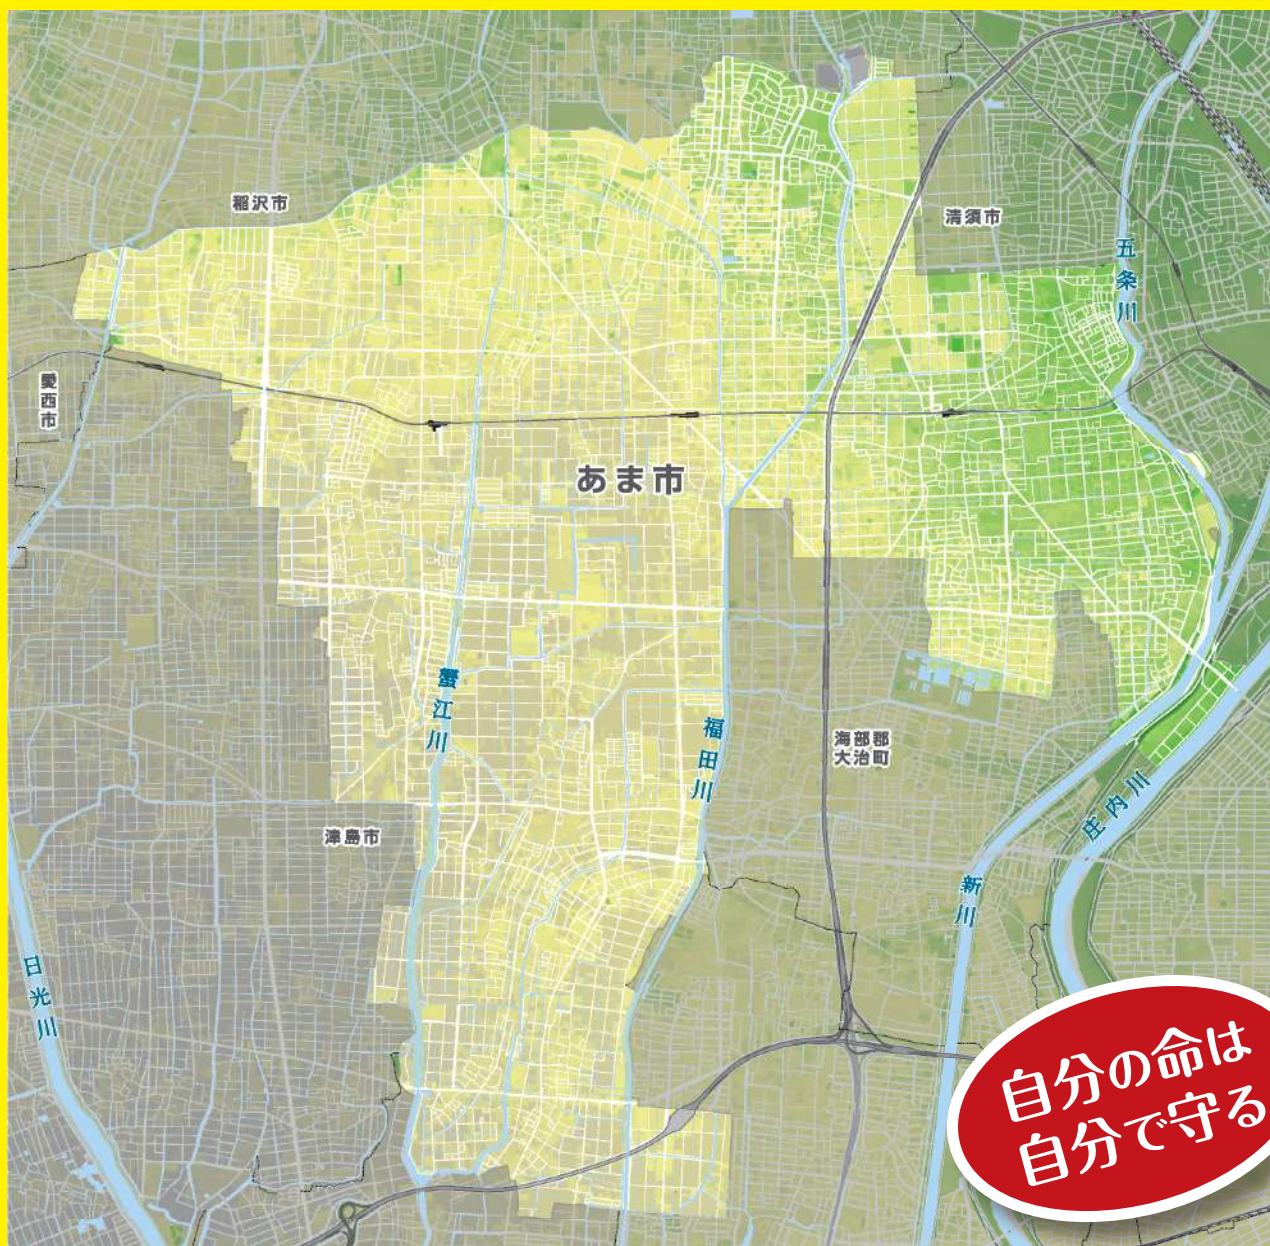 稲沢市
清須市
五条川
愛西市
あま市
蟹江川
福田川
海部郡
大治町
庄内川
津島市
新川
日光川
自分の命は
自分で守る